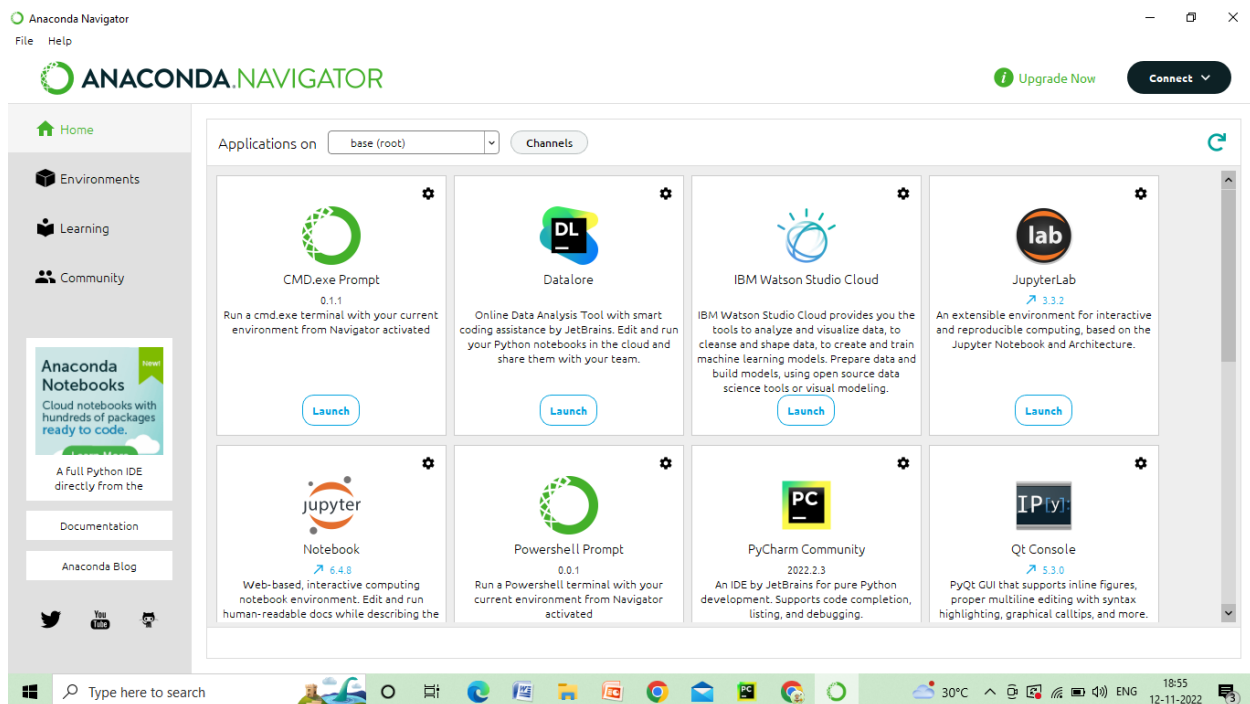 Anaconda Navigator
File Help
ANACONDA.NAVIGATOR
Upgrade Now
Connect
Home
Environments
Learning
Community
Anaconda
Notebooks
New!
Cloud notebooks with
hundreds of packages
ready to code.
A full Python IDE
directly from the
Documentation
Anaconda Blog
You
Tube
Applications on base (root) Channels
CMD.exe Prompt
0.1.1
Run a cmd.exe terminal with your current
environment from Navigator activated
Launch
DL
Datalore
Online Data Analysis Tool with smart
coding assistance by JetBrains. Edit and run
your Python notebooks in the cloud and
share them with your team.
Launch
IBM Watson Studio Cloud
IBM Watson Studio Cloud provides you the
tools to analyze and visualize data, to
cleanse and shape data, to create and train
machine learning models. Prepare data and
build models, using open source data
science tools or visual modeling.
Launch
lab
JupyterLab
3.3.2
An extensible environment for interactive
and reproducible computing, based on the
Jupyter Notebook and Architecture.
Launch
jupyter
Notebook
6.4.8
Web-based, interactive computing
notebook environment. Edit and run
human-readable docs while describing the
Powershell Prompt
0.0.1
Run a Powershell terminal with your
current environment from Navigator
activated
PC
PyCharm Community
2022.2.3
An IDE by JetBrains for pure Python
development. Supports code completion,
listing, and debugging.
IP[y]:
Qt Console
5.3.0
PyQt GUI that supports inline figures,
proper multiline editing with syntax
highlighting, graphical calltips, and more.
Type here to search
30°C
ENG
18:55
12-11-2022
3